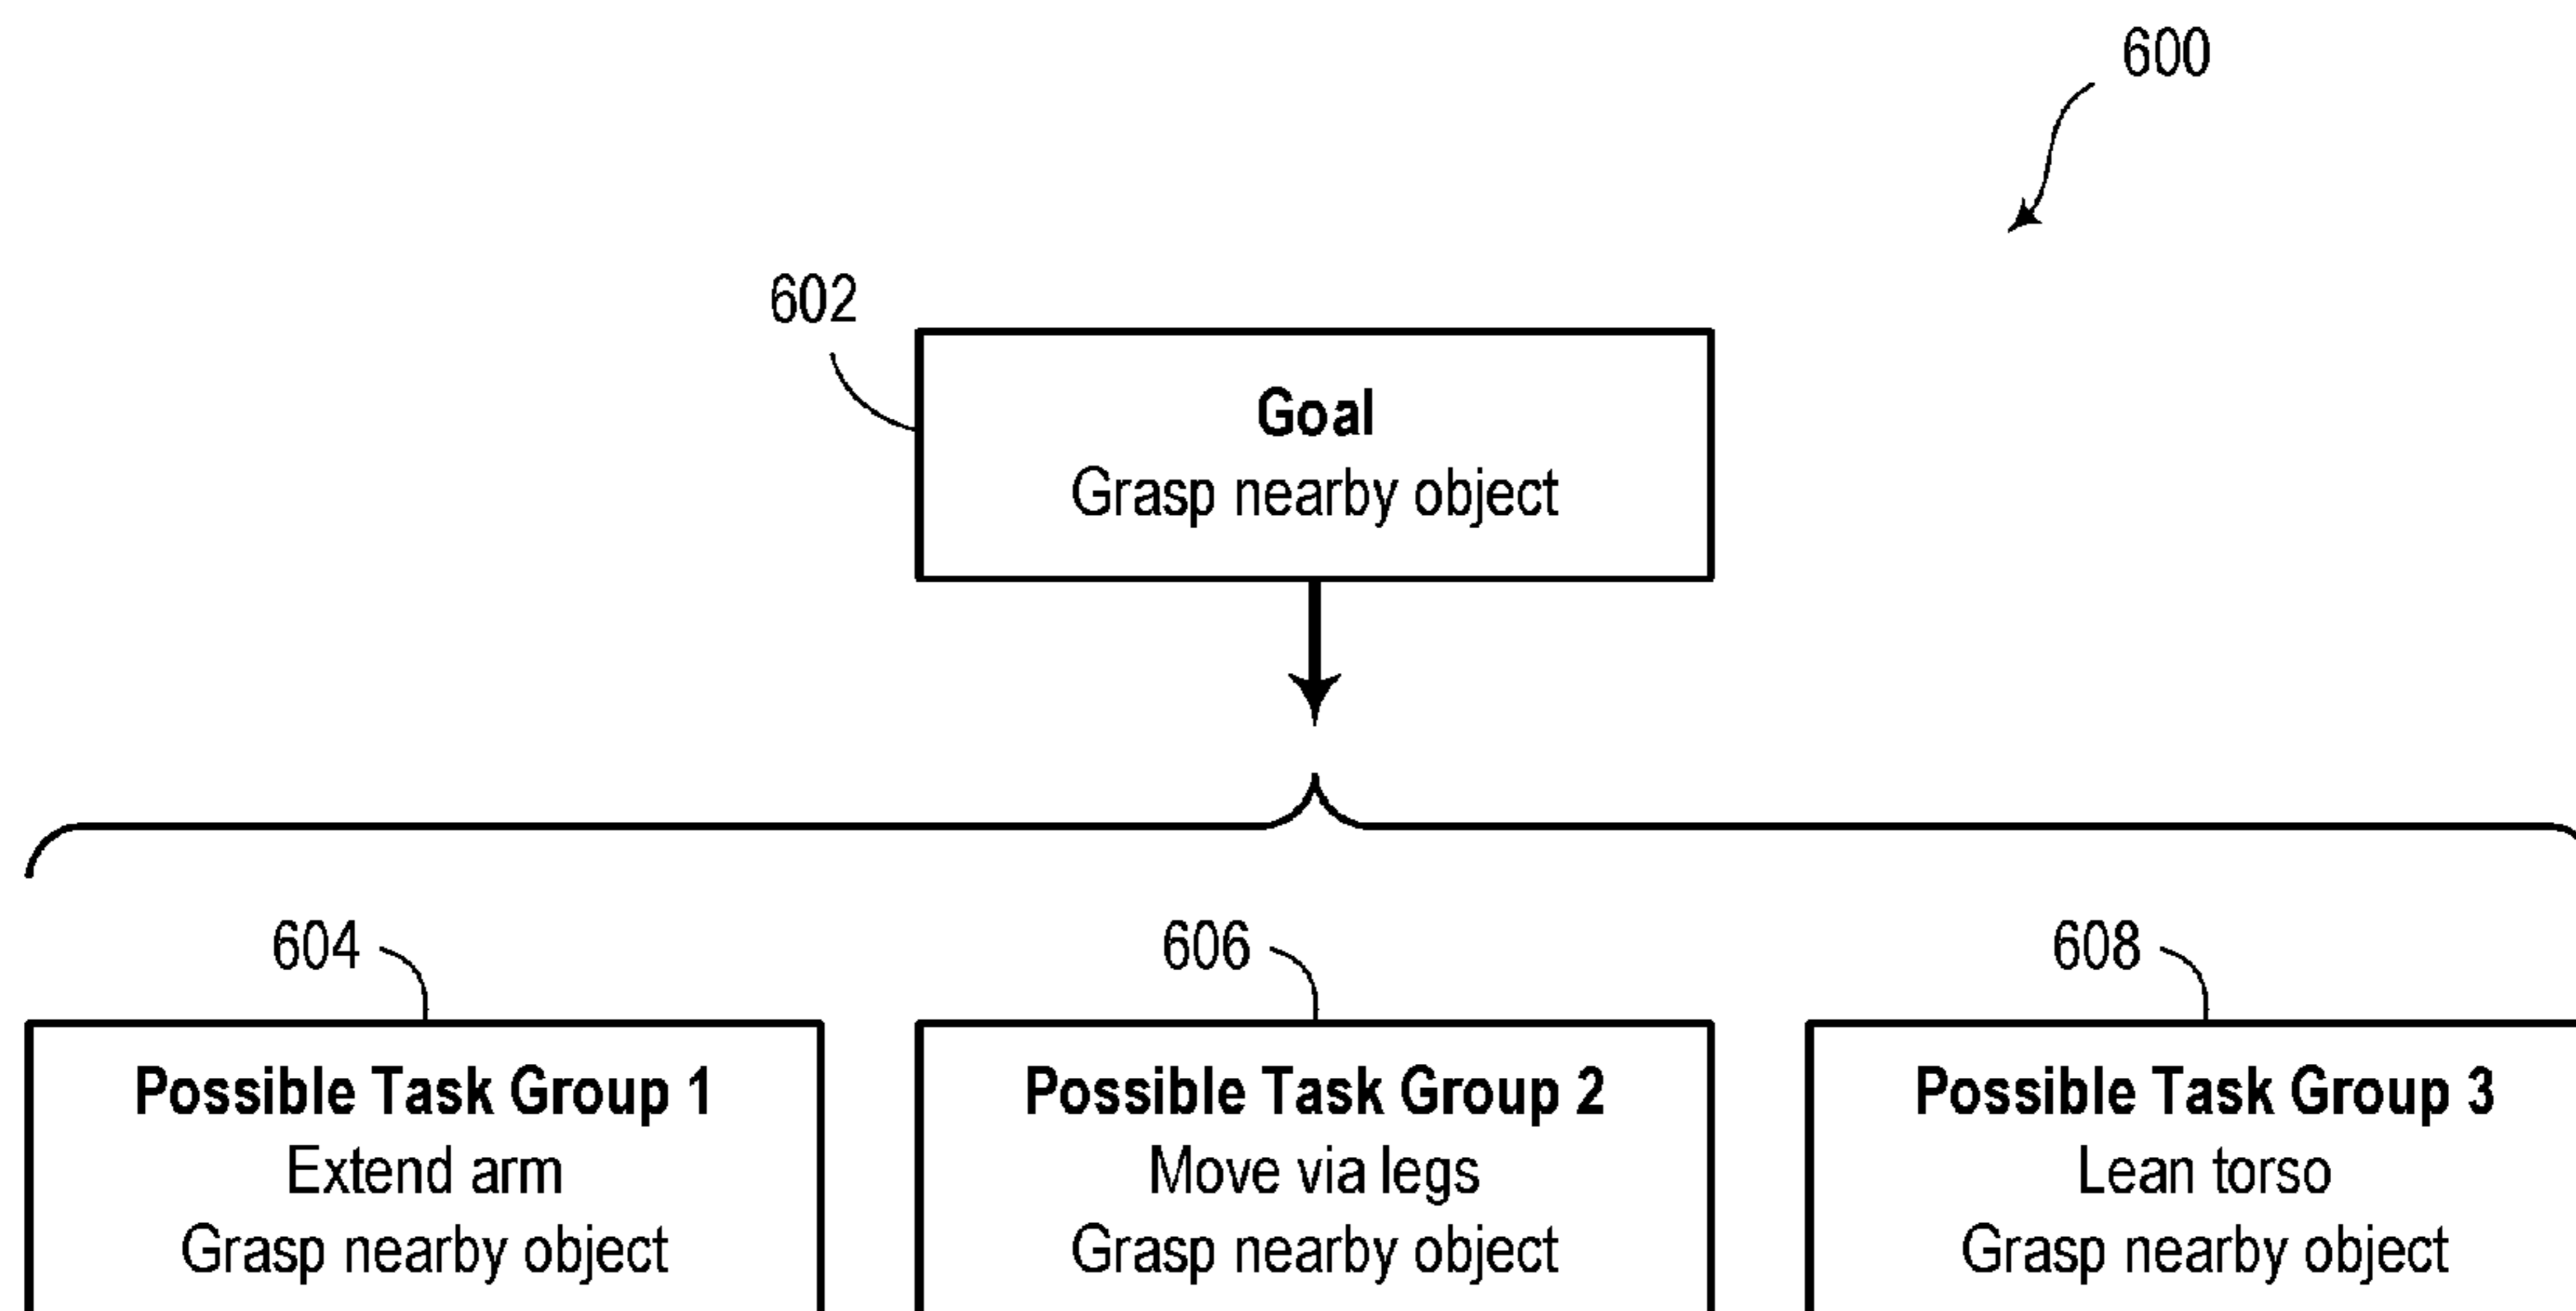 600
602
Goal
Grasp nearby object
604
606
608
Possible Task Group 1
Extend arm
Grasp nearby object
Possible Task Group 2
Move via legs
Grasp nearby object
Possible Task Group 3
Lean torso
Grasp nearby object